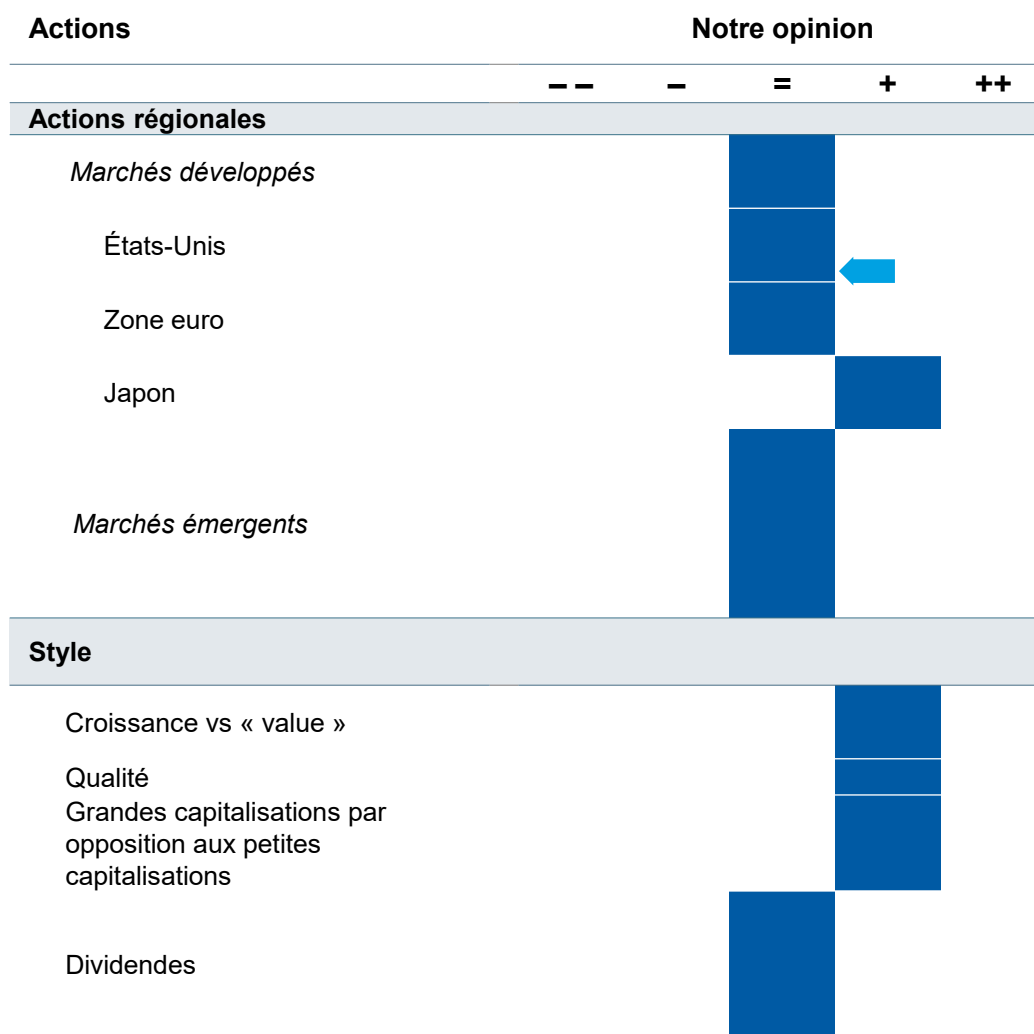 Actions Notre opinion
– – – = + ++
Actions régionales
Marchés développés
États-Unis
Zone euro
Japon
Marchés émergents
Style
Croissance vs « value »
Qualité
Grandes capitalisations par
opposition aux petites
capitalisations
Dividendes